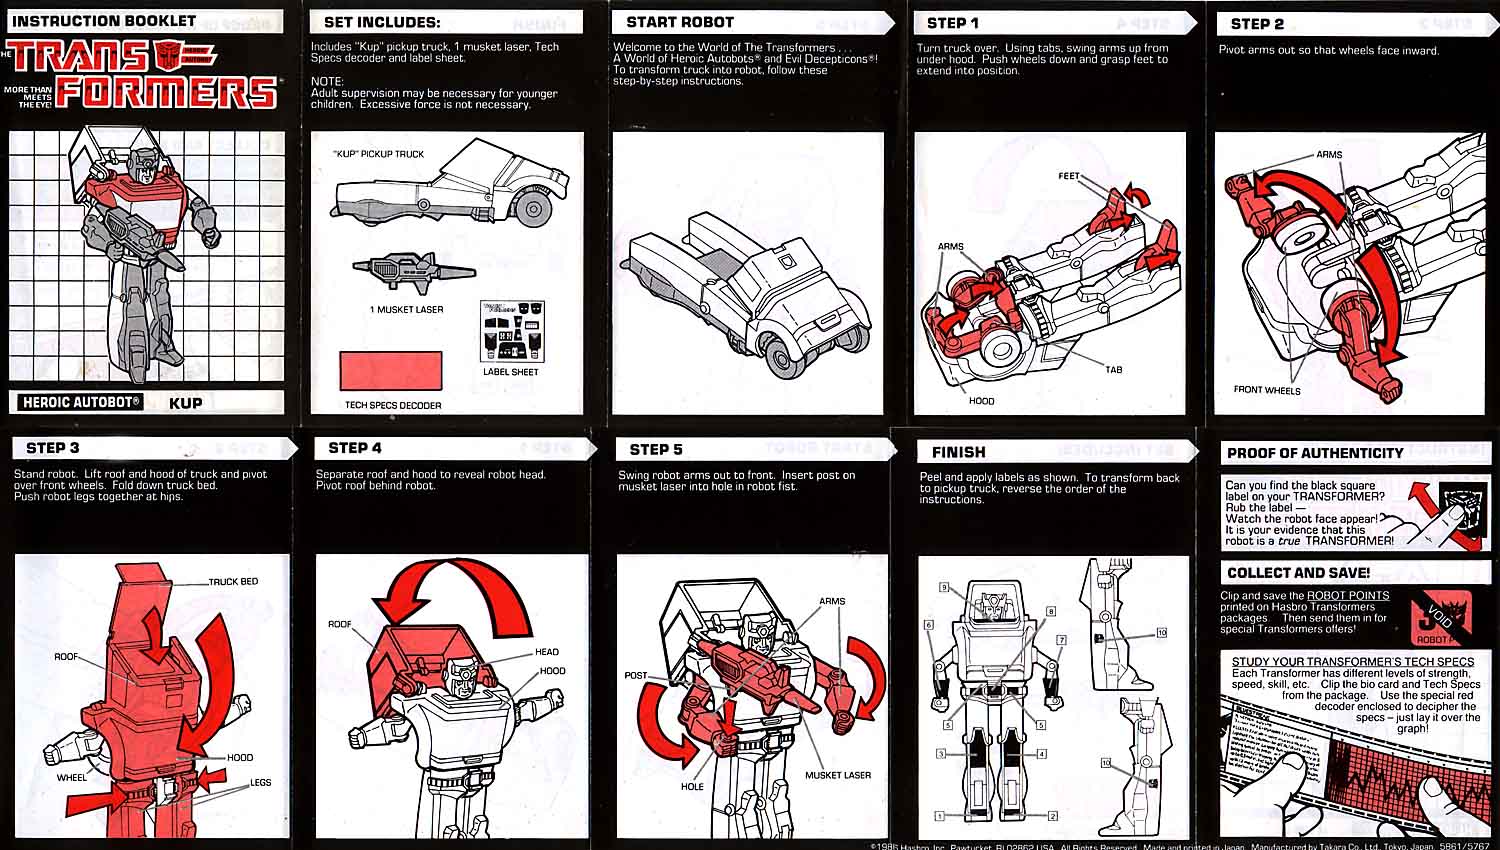 INSTRUCTION BOOKLET
THE
TRANS
HEROIC
AUTOBOT
FORMERS
MORE THAN
MEETS
THE EYE!
HEROIC AUTOBOT® KUP
SET INCLUDES:
Includes "Kup" pickup truck, 1 musket laser, Tech
Specs decoder and label sheet.
NOTE:
Adult supervision may be necessary for younger
children. Excessive force is not necessary.
"KUP" PICKUP TRUCK
1 MUSKET LASER
LABEL SHEET
TECH SPECS DECODER
START ROBOT
Welcome to the World of The Transformers . . .
A World of Heroic Autobots® and Evil Decepticons®!
To transform truck into robot, follow these
step-by-step instructions.
STEP 1
Turn truck over. Using tabs, swing arms up from
under hood. Push wheels down and grasp feet to
extend into position.
FEET
ARMS
TAB
HOOD
STEP 2
Pivot arms out so that wheels face inward.
ARMS
FRONT WHEELS
STEP 3
Stand robot. Lift roof and hood of truck and pivot
over front wheels. Fold down truck bed.
Push robot legs together at hips.
TRUCK BED
ROOF
HOOD
WHEEL
LEGS
STEP 4
Separate roof and hood to reveal robot head.
Pivot roof behind robot.
ROOF
HEAD
HOOD
STEP 5
Swing robot arms out to front. Insert post on
musket laser into hole in robot fist.
ARMS
POST
MUSKET LASER
HOLE
FINISH
Peel and apply labels as shown. To transform back
to pickup truck, reverse the order of the
instructions.
9
6
8
7
10
5
5
3
4
10
1
2
PROOF OF AUTHENTICITY
Can you find the black square
label on your TRANSFORMER?
Rub the label —
Watch the robot face appear!
It is your evidence that this
robot is a true TRANSFORMER!
COLLECT AND SAVE!
Clip and save the ROBOT POINTS
printed on Hasbro Transformers
packages. Then send them in for
special Transformers offers!
3
VOID
ROBOT P
STUDY YOUR TRANSFORMER'S TECH SPECS
Each Transformer has different levels of strength,
speed, skill, etc. Clip the bio card and Tech Specs
from the package. Use the special red
decoder enclosed to decipher the
specs – just lay it over the
graph!
©1986 Hasbro Inc. Pawtucket, RI 02862 USA. All Rights Reserved. Made and printed in Japan. Manufactured by Takara Co., Ltd., Tokyo, Japan. 5861/5767